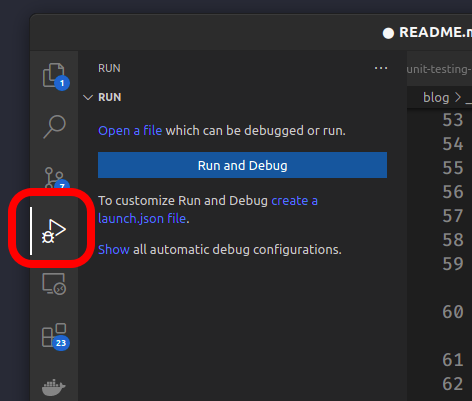 README.m
RUN
···
unit-testing-
RUN
blog > _
Open a file which can be debugged or run.
Run and Debug
To customize Run and Debug create a
launch.json file.
Show all automatic debug configurations.
1
7
23
53
54
55
56
57
58
59
60
61
62